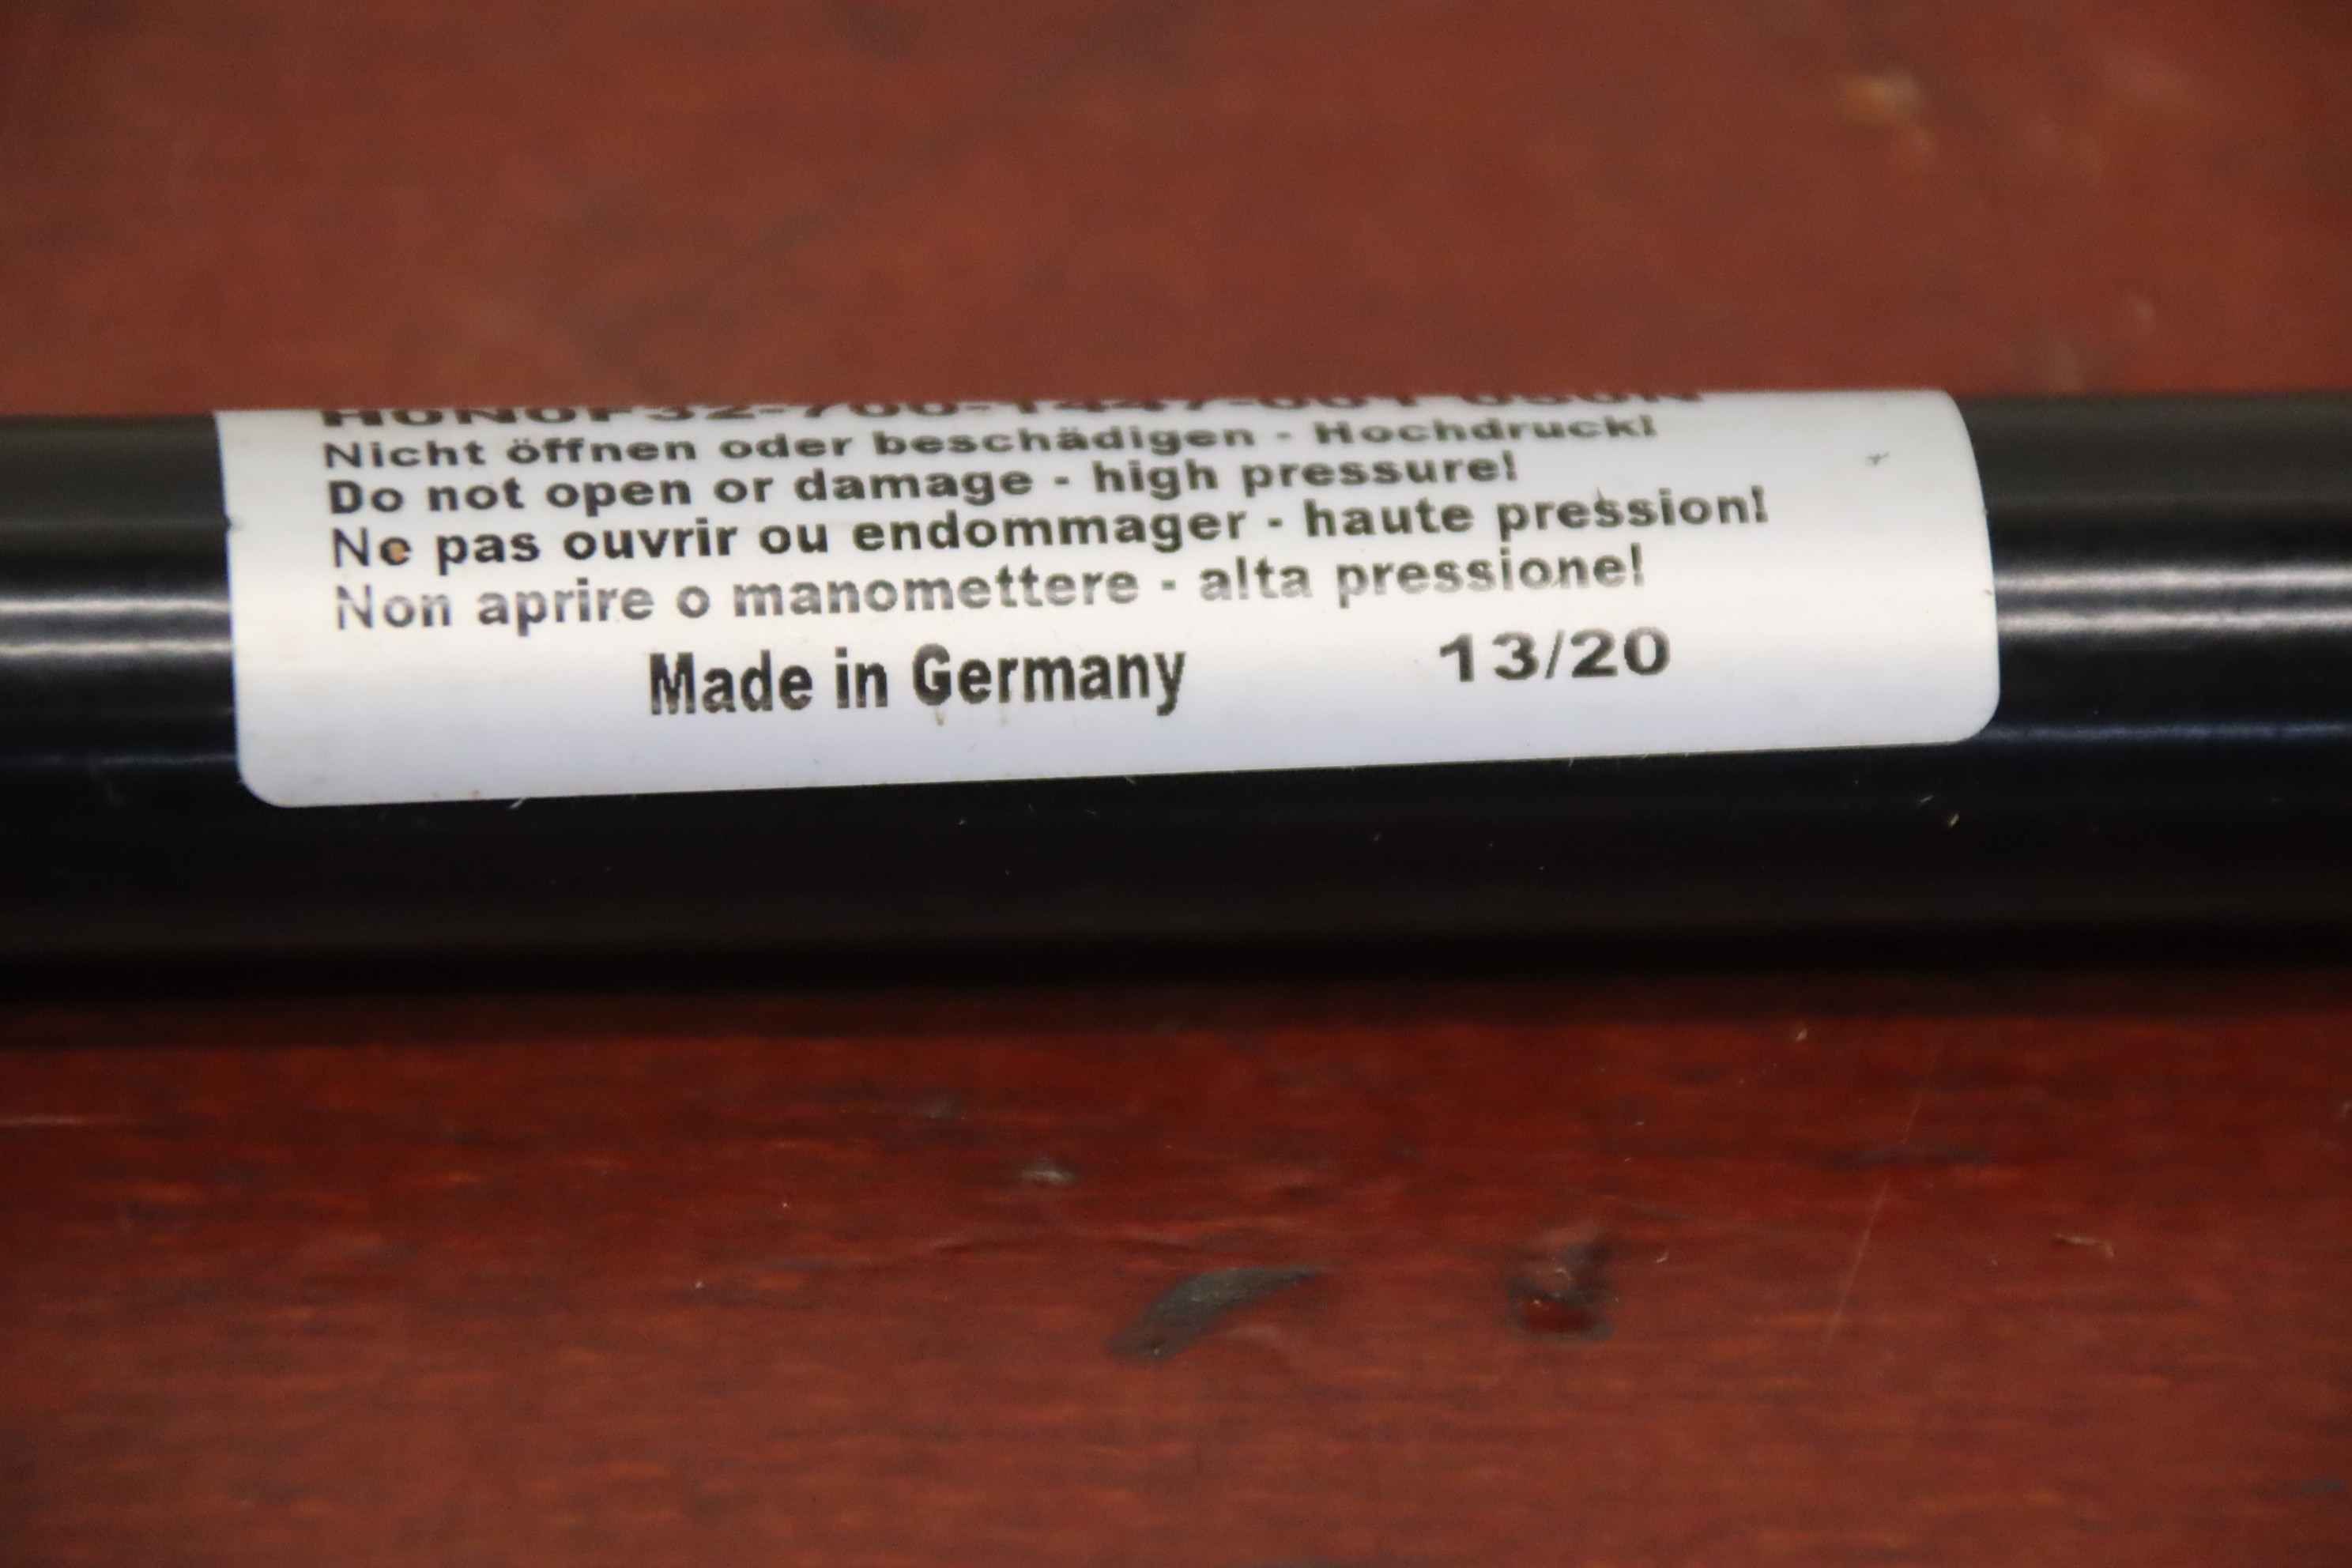 Nicht öffnen oder beschädigen - Hochdruck!
Do not open or damage - high pressure!
Ne pas ouvrir ou endommager - haute pression!
Non aprire o manomettere - alta pressione!
Made in Germany 13/20